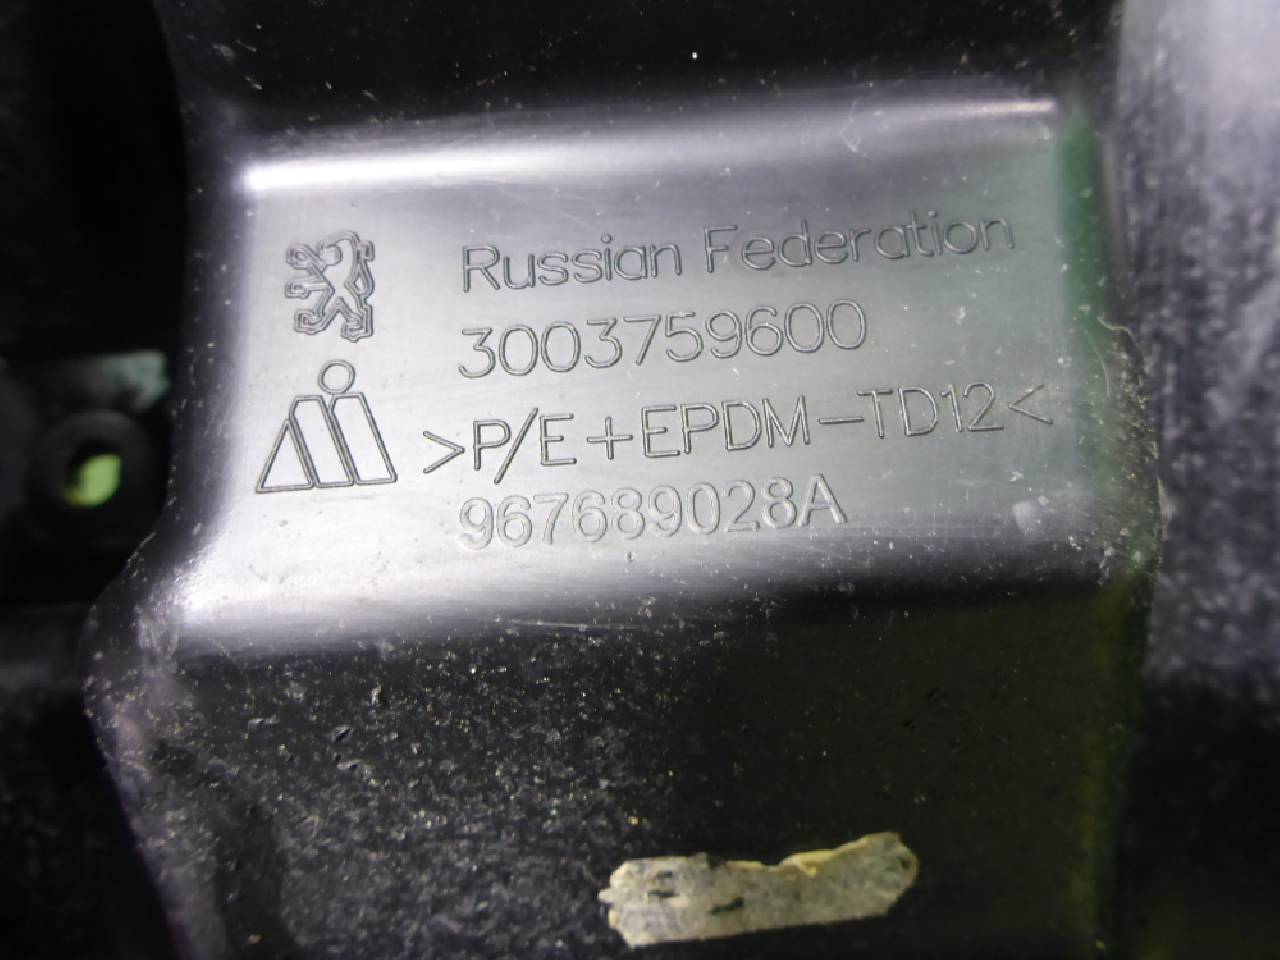 Russian Federation
3003759600
>P/E+EPDM-TD12<
967689028A